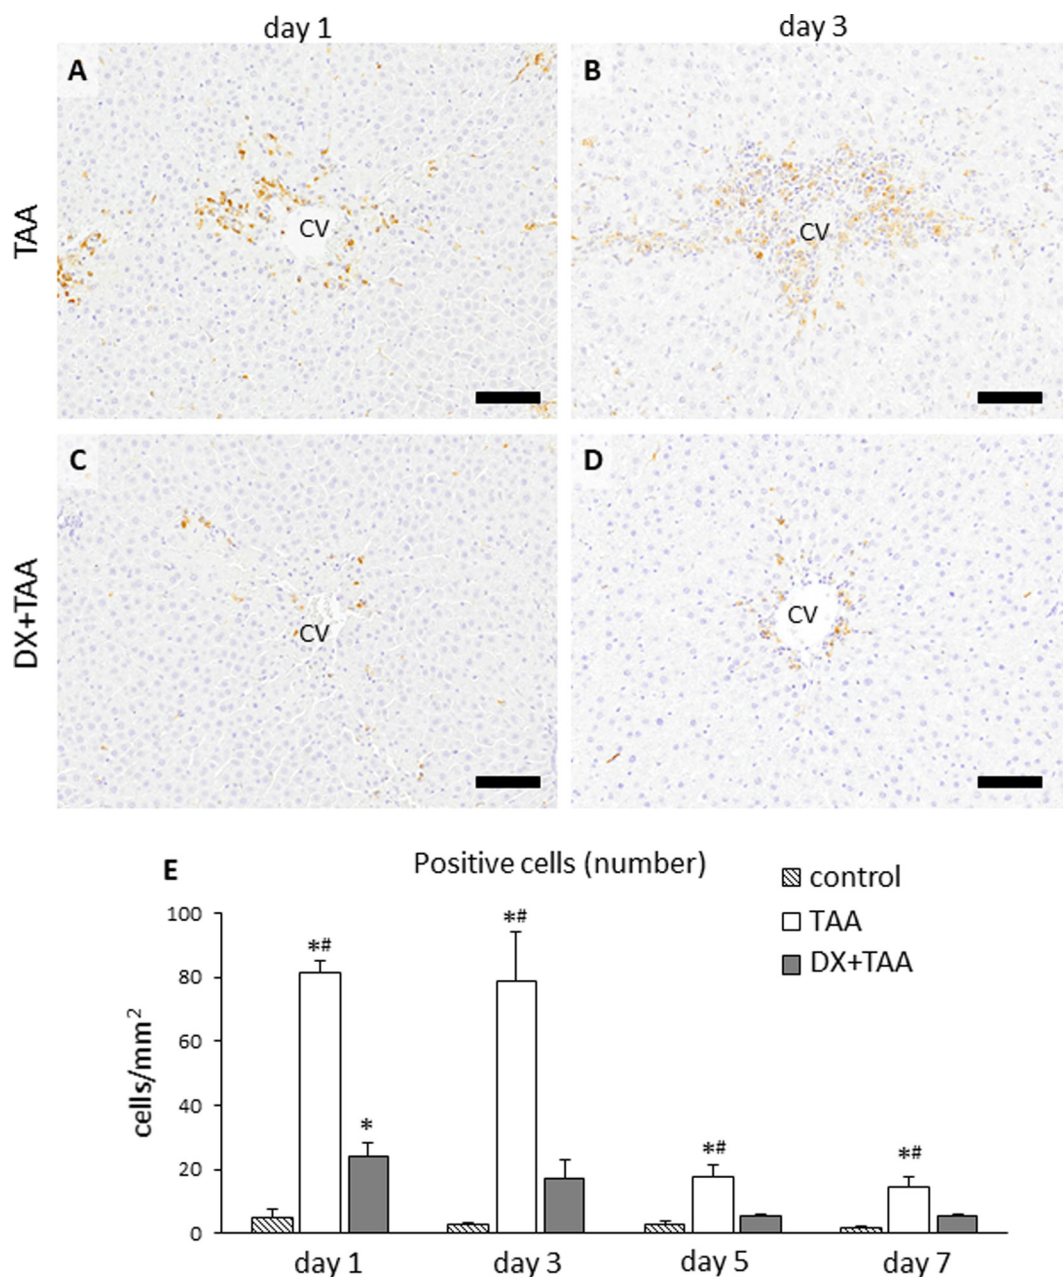 day 1
day 3
TAA
A
CV
B
CV
DX+TAA
C
CV
D
CV
E
Positive cells (number)
control
TAA
DX+TAA
cells/mm²
100
80
60
40
20
0
*#
*
*#
*#
*#
day 1
day 3
day 5
day 7